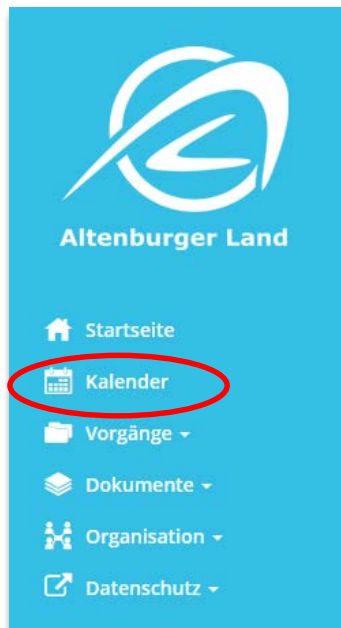 Altenburger Land
Startseite
Kalender
Vorgänge
Dokumente
Organisation
Datenschutz